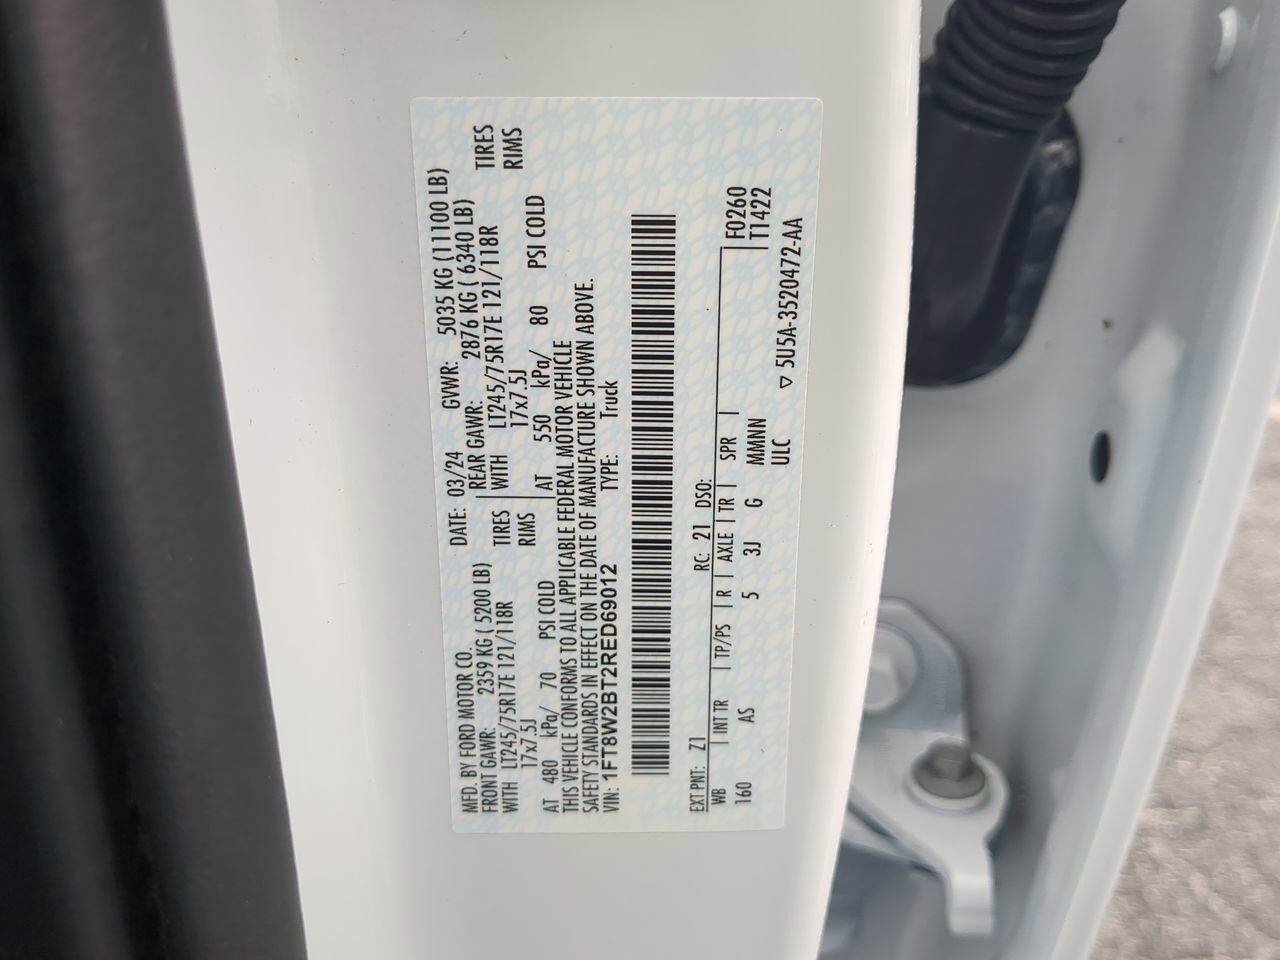 MFD. BY FORD MOTOR CO.
DATE: 03/24 GVWR: 5035 KG (11100 LB)
FRONT GAWR: 2359 KG ( 5200 LB) REAR GAWR: 2876 KG ( 6340 LB)
WITH LT245/75R17E 121/118R TIRES WITH LT245/75R17E 121/118R TIRES
17x7.5J RIMS 17x7.5J RIMS
AT 480 kPa/ 70 PSI COLD AT 550 kPa/ 80 PSI COLD
THIS VEHICLE CONFORMS TO ALL APPLICABLE FEDERAL MOTOR VEHICLE
SAFETY STANDARDS IN EFFECT ON THE DATE OF MANUFACTURE SHOWN ABOVE.
VIN: 1FT8W2BT2RED69012 TYPE: Truck
EXT PNT: Z1 RC: 21 DSO:
WB INT TR TP/PS R AXLE TR SPR F0260
160 AS 5 3J G MMNN T1422
ULC
▽ 5U5A-3520472-AA